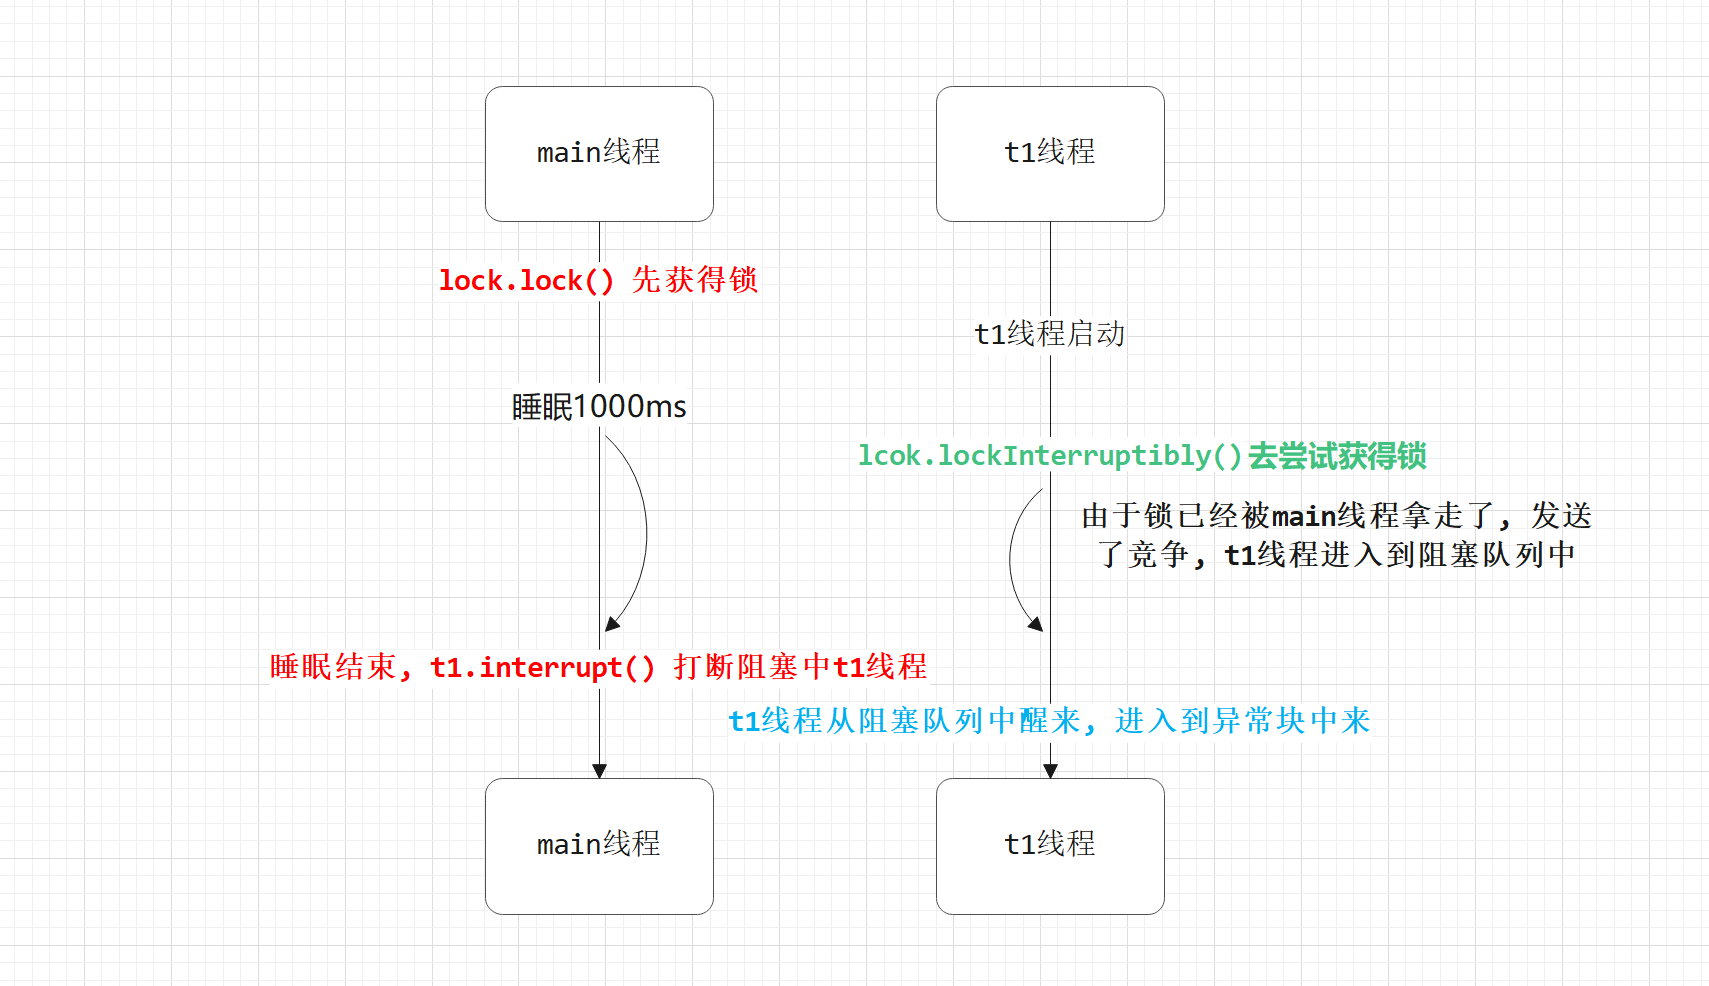 main线程
t1线程
lock.lock() 先获得锁
t1线程启动
睡眠1000ms
lcok.lockInterruptibly()去尝试获得锁
由于锁已经被main线程拿走了，发送
了竞争，t1线程进入到阻塞队列中
睡眠结束，t1.interrupt() 打断阻塞中t1线程
t1线程从阻塞队列中醒来，进入到异常块中来
main线程
t1线程